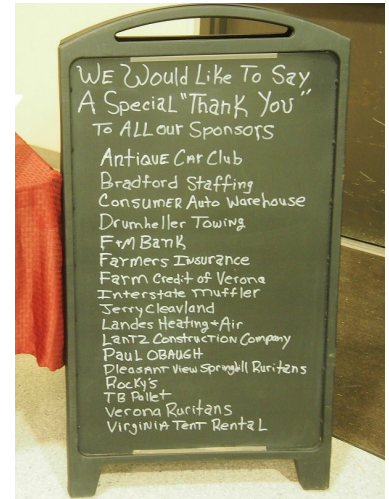 We Would Like To Say
A Special "Thank You"
To All our Sponsors
Antique Car Club
Bradford Staffing
Consumer Auto Warehouse
Drumheller Towing
F+M Bank
Farmers Insurance
Farm Credit of Verona
Interstate muffler
Jerry Cleavland
Landes Heating+Air
Lantz Construction Company
Paul Obaugh
Pleasant View Springhill Ruritans
Rocky's
TB Pallet
Verona Ruritans
Virginia Tent Rental